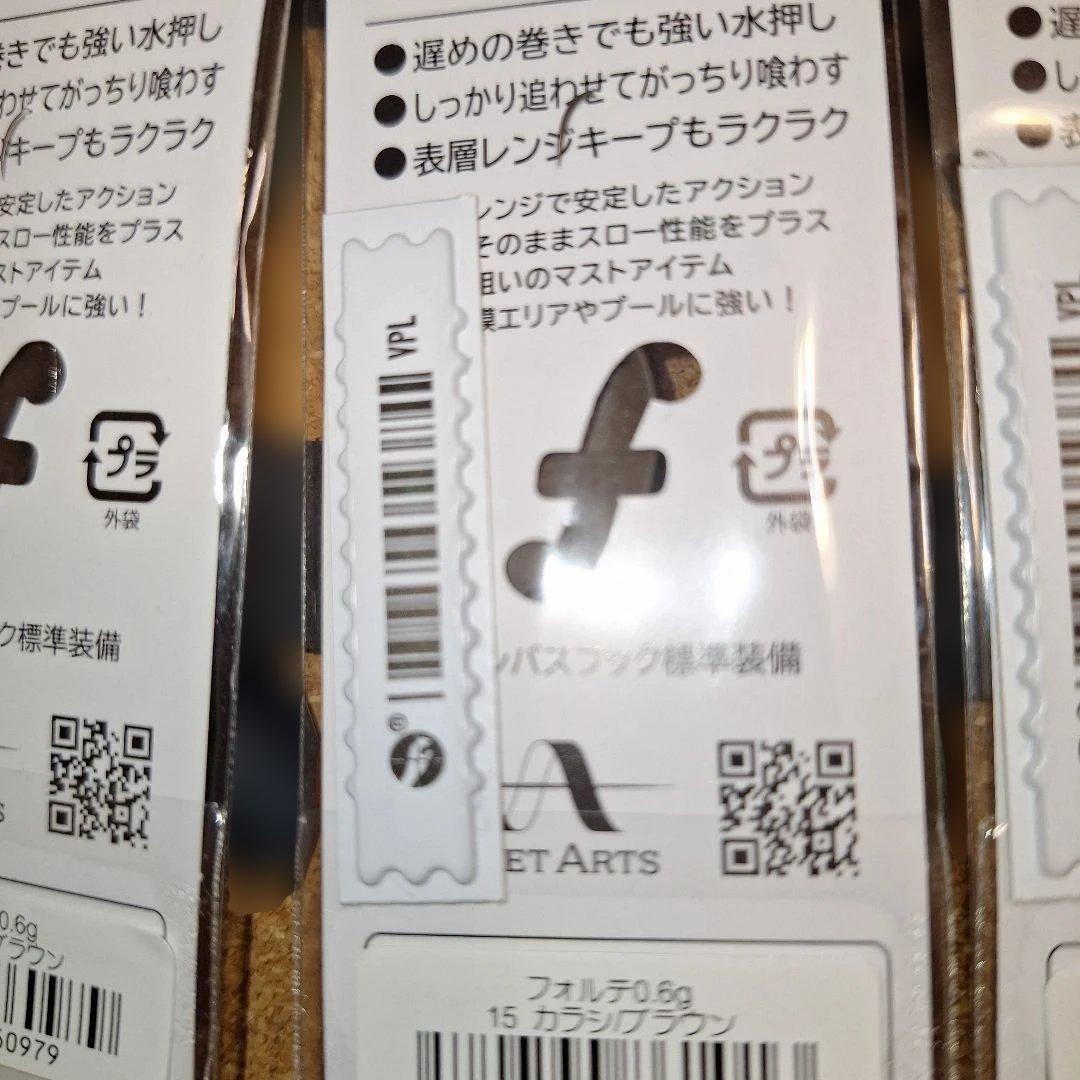 巻きでも強い水押し
わせてがっちり喰わす
キープもラクラク
安定したアクション
スロー性能をプラス
ストアイテム
プールに強い！
プラ
外袋
ク標準装備
S
0.6g
ブラウン
60979
●遅めの巻きでも強い水押し
●しっかり追わせてがっちり喰わす
●表層レンジキープもラクラク
レンジで安定したアクション
そのままスロー性能をプラス
狙いのマストアイテム
膜エリアやプールに強い！
VPL
f
プラ
外袋
ンパスフック標準装備
f
©
ET ARTS
フォルテ0.6g
15 カラシ/ブラウン
●遅
●し
●表
VPL